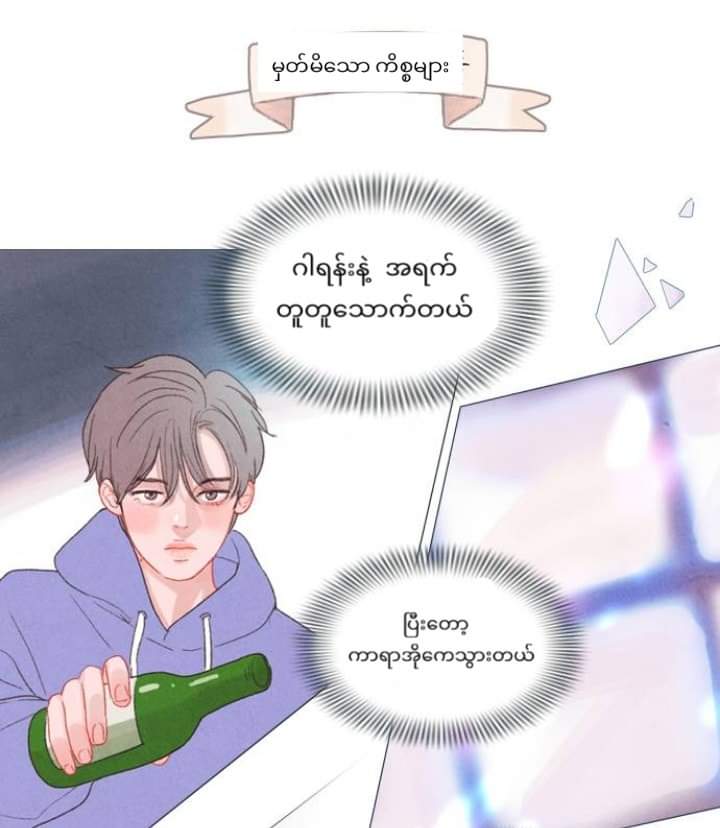 မှတ်မိသော ကိစ္စများ
ဂါရန်းနဲ့ အရက်
တူတူသောက်တယ်
ပြီးတော့
ကာရာအိုကေသွားတယ်